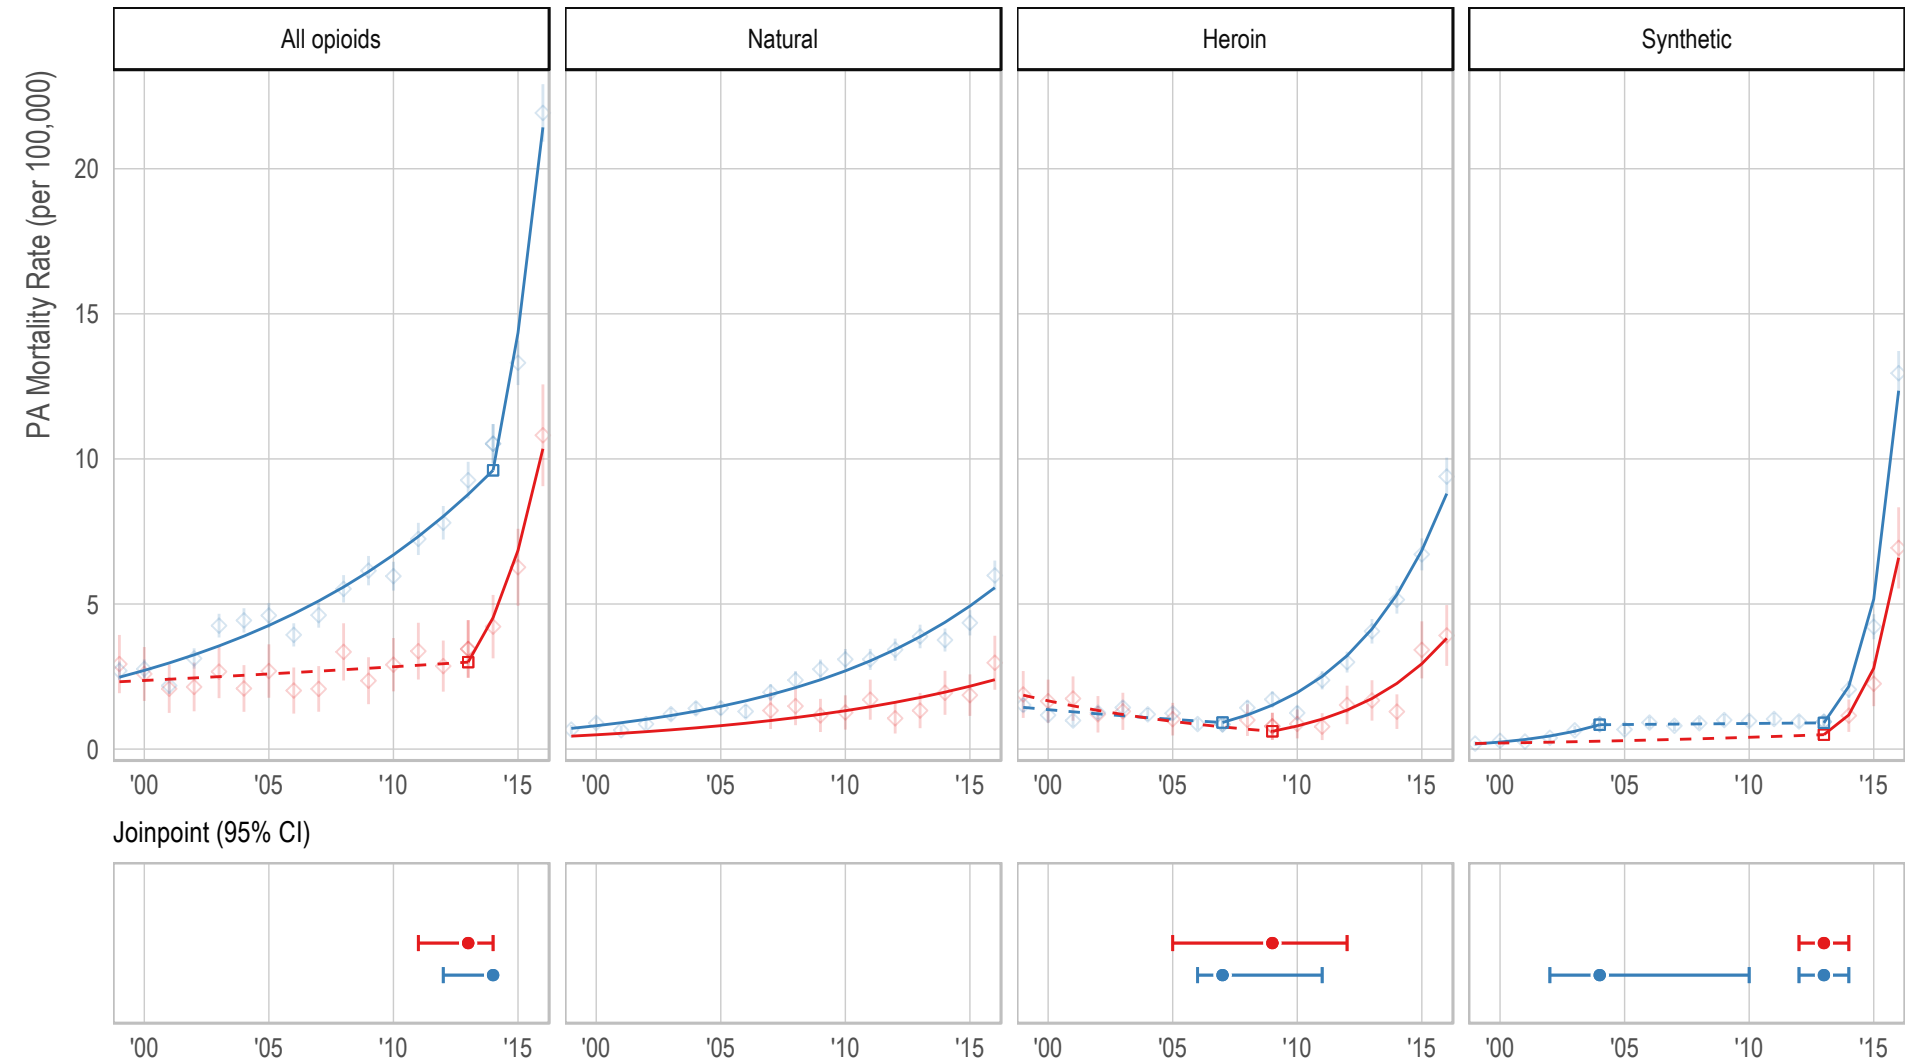 All opioids Natural Heroin Synthetic
PA Mortality Rate (per 100,000)
20
15
10
5
0
'00 '05 '10 '15 '00 '05 '10 '15 '00 '05 '10 '15 '00 '05 '10 '15
Joinpoint (95% CI)
'00 '05 '10 '15 '00 '05 '10 '15 '00 '05 '10 '15 '00 '05 '10 '15